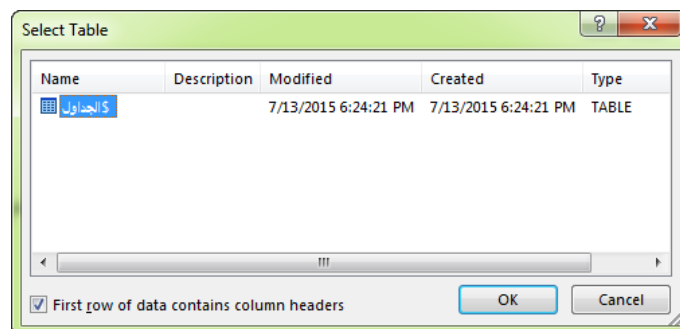 Select Table
Name Description Modified Created Type
الجداول$ 7/13/2015 6:24:21 PM 7/13/2015 6:24:21 PM TABLE
First row of data contains column headers OK Cancel